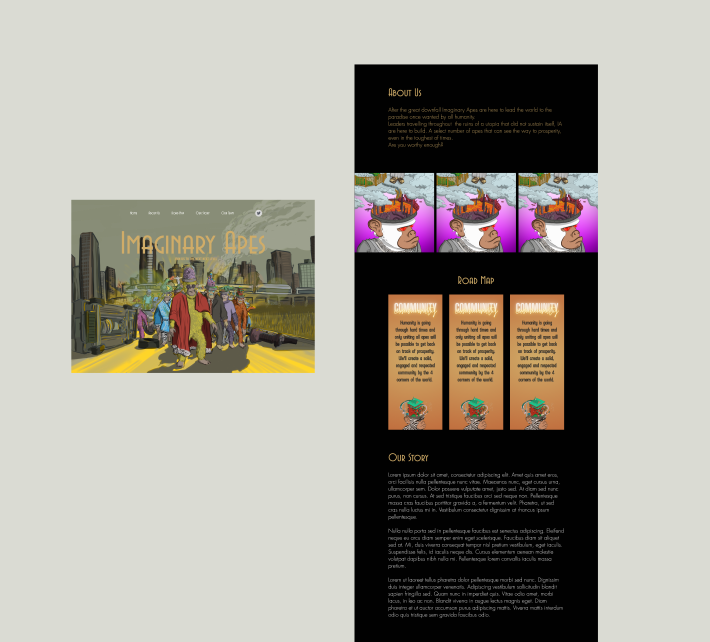 Home
About Us
Subscribe
Our Team
Imaginary Apes
About Us
After the great downfall Imaginary Apes are here to lead the world to the
paradise once wanted by all humanity.
Leaders travelling throughout the ruins of a utopia that did not sustain itself, IA
are here to build. A select number of apes that can see the way to prosperity,
even in the toughest of times.
Are you worthy enough?
Road Map
COMMUNITY
Humanity is going
through hard times and
only uniting all apes will
be possible to get back
on track of prosperity.
We'll create a solid,
engaged and respected
community by the 4
corners of the world.
COMMUNITY
Humanity is going
through hard times and
only uniting all apes will
be possible to get back
on track of prosperity.
We'll create a solid,
engaged and respected
community by the 4
corners of the world.
COMMUNITY
Humanity is going
through hard times and
only uniting all apes will
be possible to get back
on track of prosperity.
We'll create a solid,
engaged and respected
community by the 4
corners of the world.
Our Story
Lorem ipsum dolor sit amet, consectetur adipiscing elit. Amet quis amet eros,
orci facilisis nulla pellentesque nunc vitae. Maecenas nunc, eget cursus urna,
ullamcorper sem. Dolor posuere vulputate amet, justo sed. At diam sed nunc
purus, non cursus. At sed tristique faucibus orci sed neque non. Pellentesque
massa cras faucibus porttitor gravida a, a fermentum velit. Pharetra, ut sed
cras nulla luctus mi in. Vestibulum consectetur dignissim at rhoncus ipsum
pellentesque.
Nulla nulla porta sed in pellentesque faucibus est senectus adipiscing. Eleifend
neque eu arcu diam semper enim eget scelerisque. Faucibus diam at aliquet
sed at. Mi, duis viverra consequat tempor nisl pretium vestibulum, eget iaculis.
Suspendisse felis, id iaculis neque dis. Cursus elementum aenean molestie
volutpat dapibus nibh nulla mi. Pellentesque lorem convallis iaculis massa
pretium.
Lorem at laoreet tellus pharetra dolor pellentesque morbi sed nunc. Dignissim
duis integer ullamcorper venenatis. Adipiscing vestibulum sollicitudin blandit
sapien fringilla sed. Quam nunc in imperdiet quis. Vitae odio amet, morbi
lacus, in leo ac non. Blandit viverra in augue lectus magnis eget. Diam
pharetra et ut auctor accumsan purus adipiscing mattis. Viverra mattis interdum
odio quis tristique sem gravida faucibus odio.